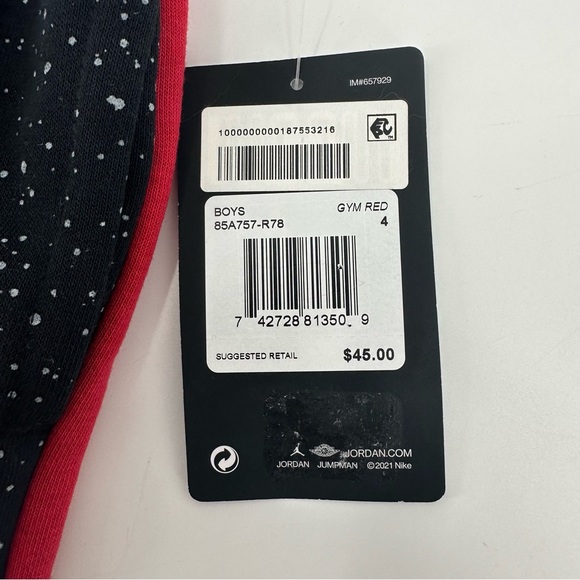 IM#657929
1000000000187553216
BOYS GYM RED
85A757-R78 4
7 42728 81350 9
SUGGESTED RETAIL $45.00
JORDAN.COM
JORDAN JUMPMAN ©2021 Nike